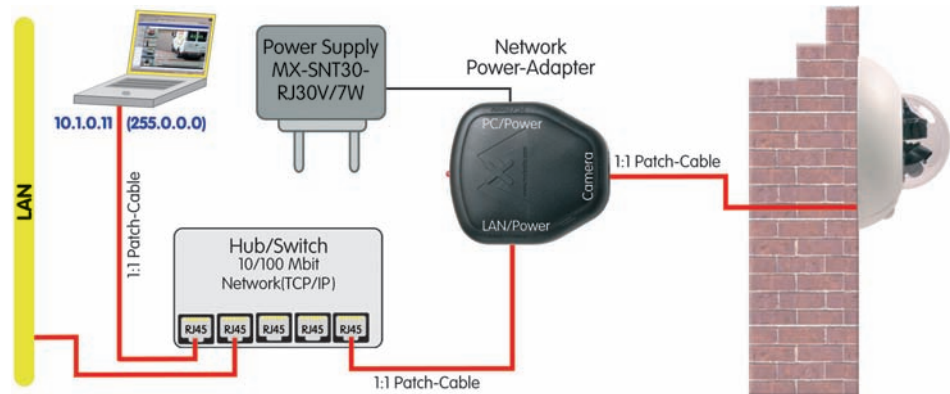 Power Supply
MX-SNT30-
RJ30V/7W
Network
Power-Adapter
10.1.0.11 (255.0.0.0)
PC/Power
Camera
LAN/Power
1:1 Patch-Cable
LAN
1:1 Patch-Cable
Hub/Switch
10/100 Mbit
Network(TCP/IP)
RJ45 RJ45 RJ45 RJ45 RJ45
1:1 Patch-Cable